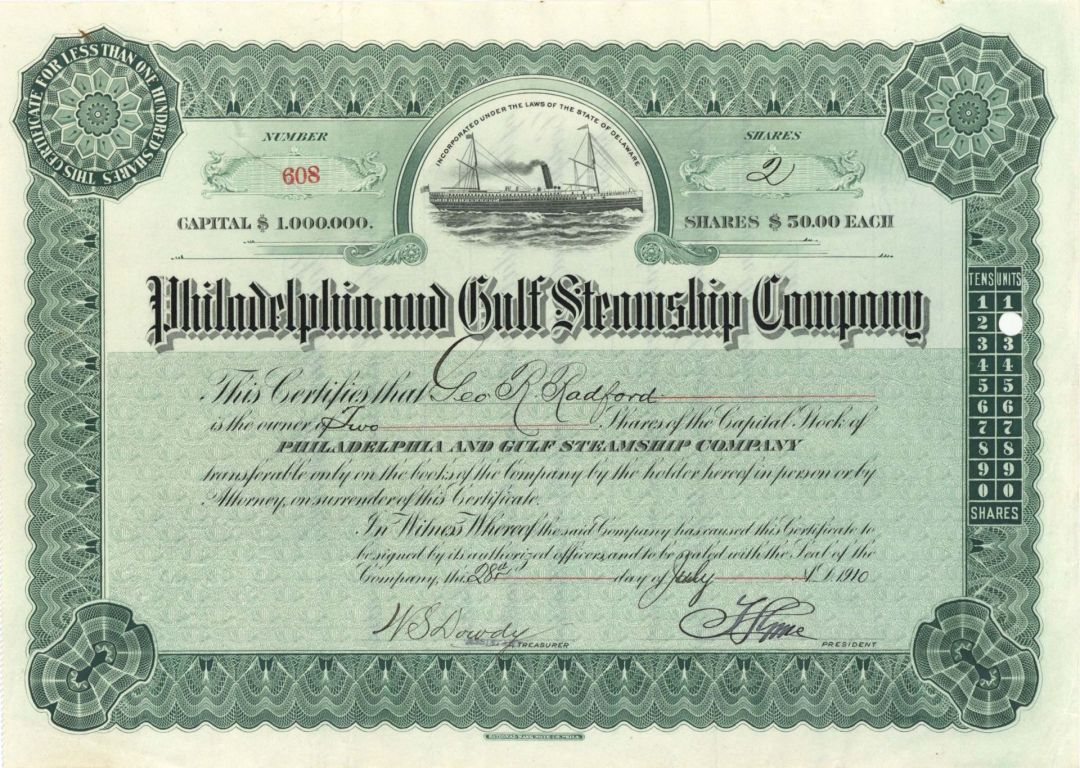 THIS CERTIFICATE FOR LESS THAN ONE HUNDRED SHARES
INCORPORATED UNDER THE LAWS OF THE STATE OF DELAWARE
NUMBER
608
SHARES
2
CAPITAL $ 1.000.000.
SHARES $ 50.00 EACH
Philadelphia and Gulf Steamship Company
This Certifies that Geo R Radford
is the owner of Two Shares of the Capital Stock of
PHILADELPHIA AND GULF STEAMSHIP COMPANY
transferable only on the books of the Company by the holder hereof in person or by
Attorney, on surrender of this Certificate.
In Witness Whereof the said Company has caused this Certificate to
be signed by its authorized officers and to be sealed with the Seal of the
Company, this 28th day of July A.D. 1910
W S Dowdy
TREASURER
PRESIDENT
TENS UNITS
1 1
2
3 3
4 4
5 5
6 6
7 7
8 8
9 9
0 0
SHARES
NATIONAL BANK NOTE CO. PHILA.